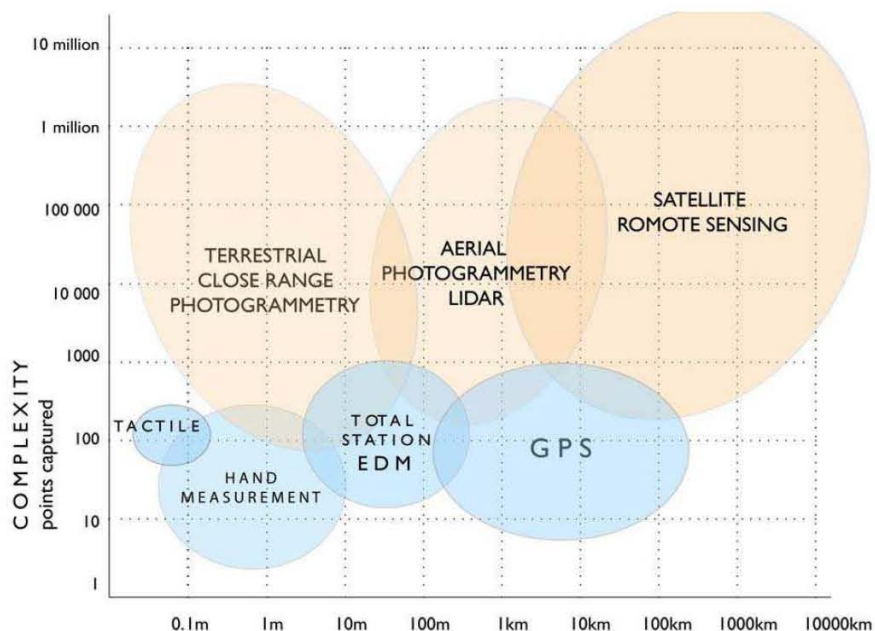 10 million
1 million
100 000
10 000
1000
100
10
1
COMPLEXITY
points captured
TERRESTRIAL
CLOSE RANGE
PHOTOGRAMMETRY
AERIAL
PHOTOGRAMMETRY
LIDAR
SATELLITE
ROMOTE SENSING
TACTILE
HAND
MEASUREMENT
TOTAL
STATION
EDM
GPS
0.1m 1m 10m 100m 1km 10km 100km 1000km 10000km